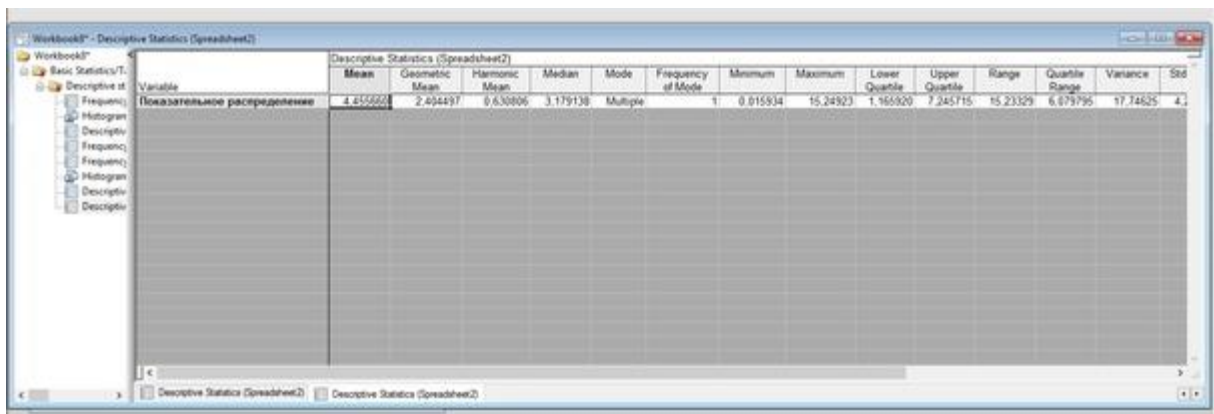 Workbook8* - Descriptive Statistics (Spreadsheet2)
Workbook8*
Basic Statistics/T
Descriptive st
Frequency
Histogram
Descriptiv
Frequency
Frequency
Histogram
Descriptiv
Descriptiv
Descriptive Statistics (Spreadsheet2)
Variable Mean Geometric Mean Harmonic Mean Median Mode Frequency of Mode Minimum Maximum Lower Quartile Upper Quartile Range Quartile Range Variance Std
Показательное распределение 4,455660 2,404497 0,630806 3,179138 Multiple 1 0,015934 15,24923 1,165920 7,245715 15,23329 6,079795 17,74625 4,2
Descriptive Statistics (Spreadsheet2) Descriptive Statistics (Spreadsheet2)